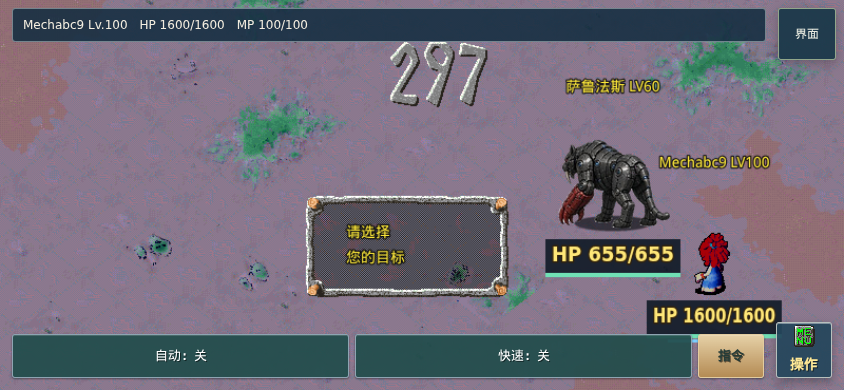 Mechabc9 Lv.100 HP 1600/1600 MP 100/100
界面
297
萨鲁法斯 LV60
Mechabc9 LV100
请选择
您的目标
HP 655/655
HP 1600/1600
自动: 关
快速: 关
指令
MENU
操作